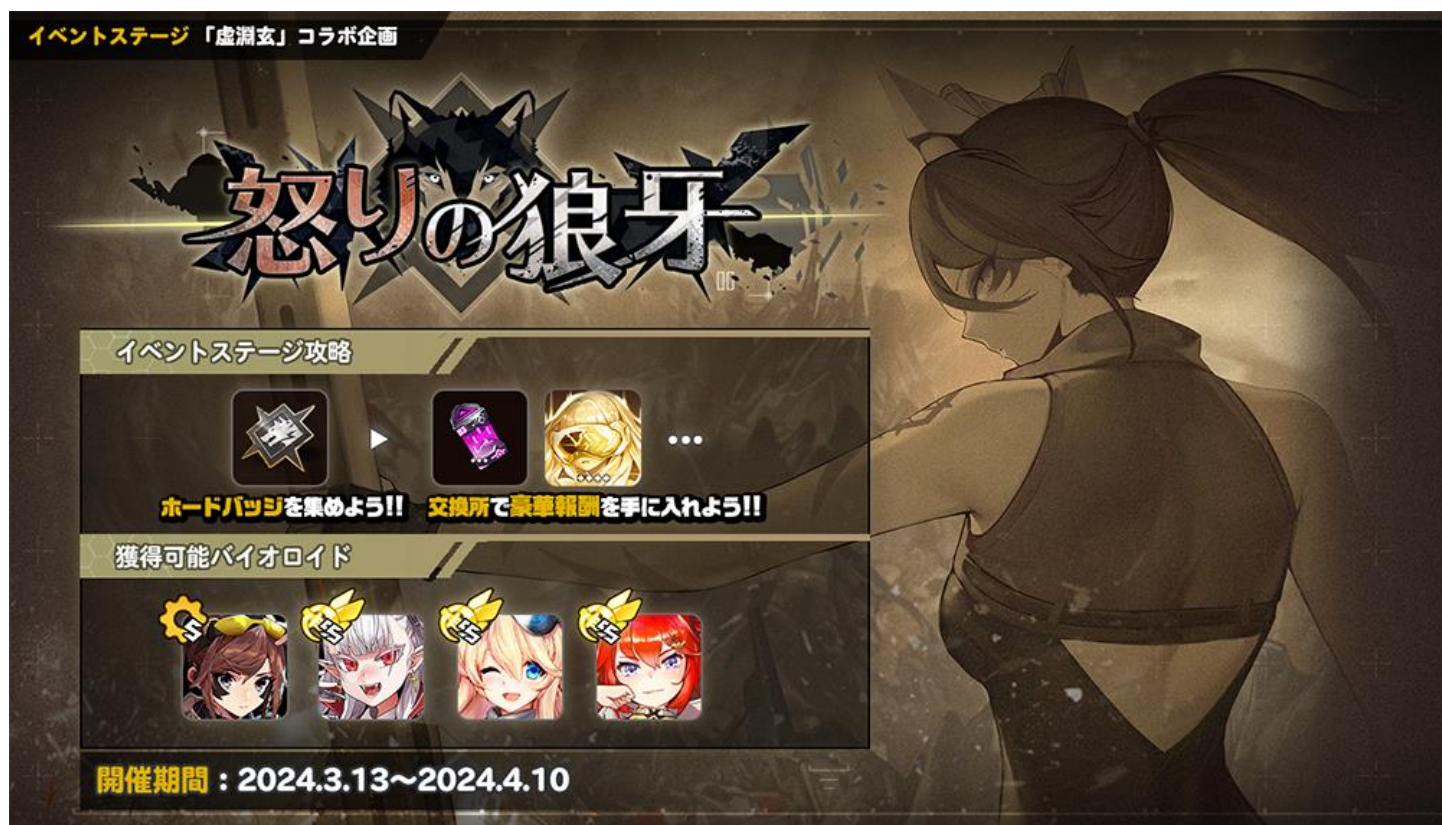 イベントステージ 「虚淵玄」コラボ企画
怒りの狼牙
イベントステージ攻略
ホードバッジを集めよう!! 交換所で豪華報酬を手に入れよう!!
獲得可能バイオロイド
S SS SS SS
開催期間：2024.3.13〜2024.4.10